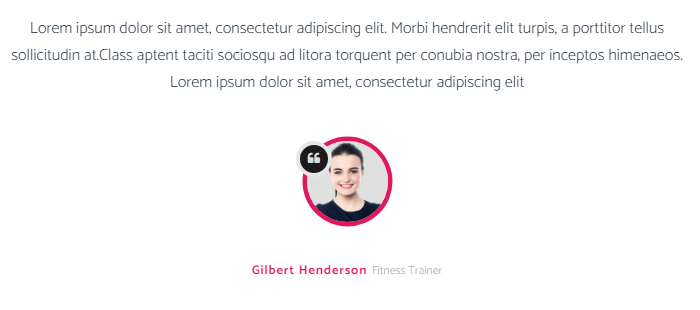 Lorem ipsum dolor sit amet, consectetur adipiscing elit. Morbi hendrerit elit turpis, a porttitor tellus
sollicitudin at.Class aptent taciti sociosqu ad litora torquent per conubia nostra, per inceptos himenaeos.
Lorem ipsum dolor sit amet, consectetur adipiscing elit
Gilbert Henderson Fitness Trainer